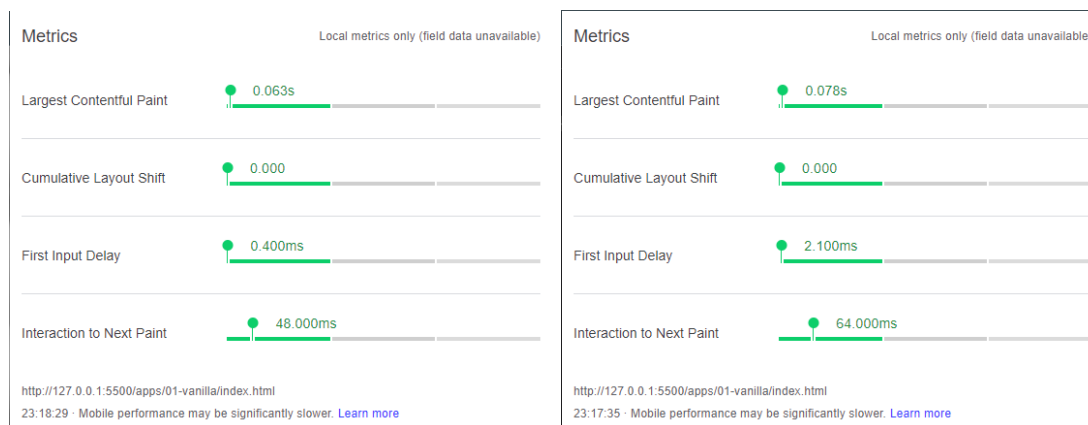 Metrics
Local metrics only (field data unavailable)
Largest Contentful Paint
0.063s
Cumulative Layout Shift
0.000
First Input Delay
0.400ms
Interaction to Next Paint
48.000ms
http://127.0.0.1:5500/apps/01-vanilla/index.html
23:18:29 · Mobile performance may be significantly slower. Learn more
Metrics
Local metrics only (field data unavailable
Largest Contentful Paint
0.078s
Cumulative Layout Shift
0.000
First Input Delay
2.100ms
Interaction to Next Paint
64.000ms
http://127.0.0.1:5500/apps/01-vanilla/index.html
23:17:35 · Mobile performance may be significantly slower. Learn more